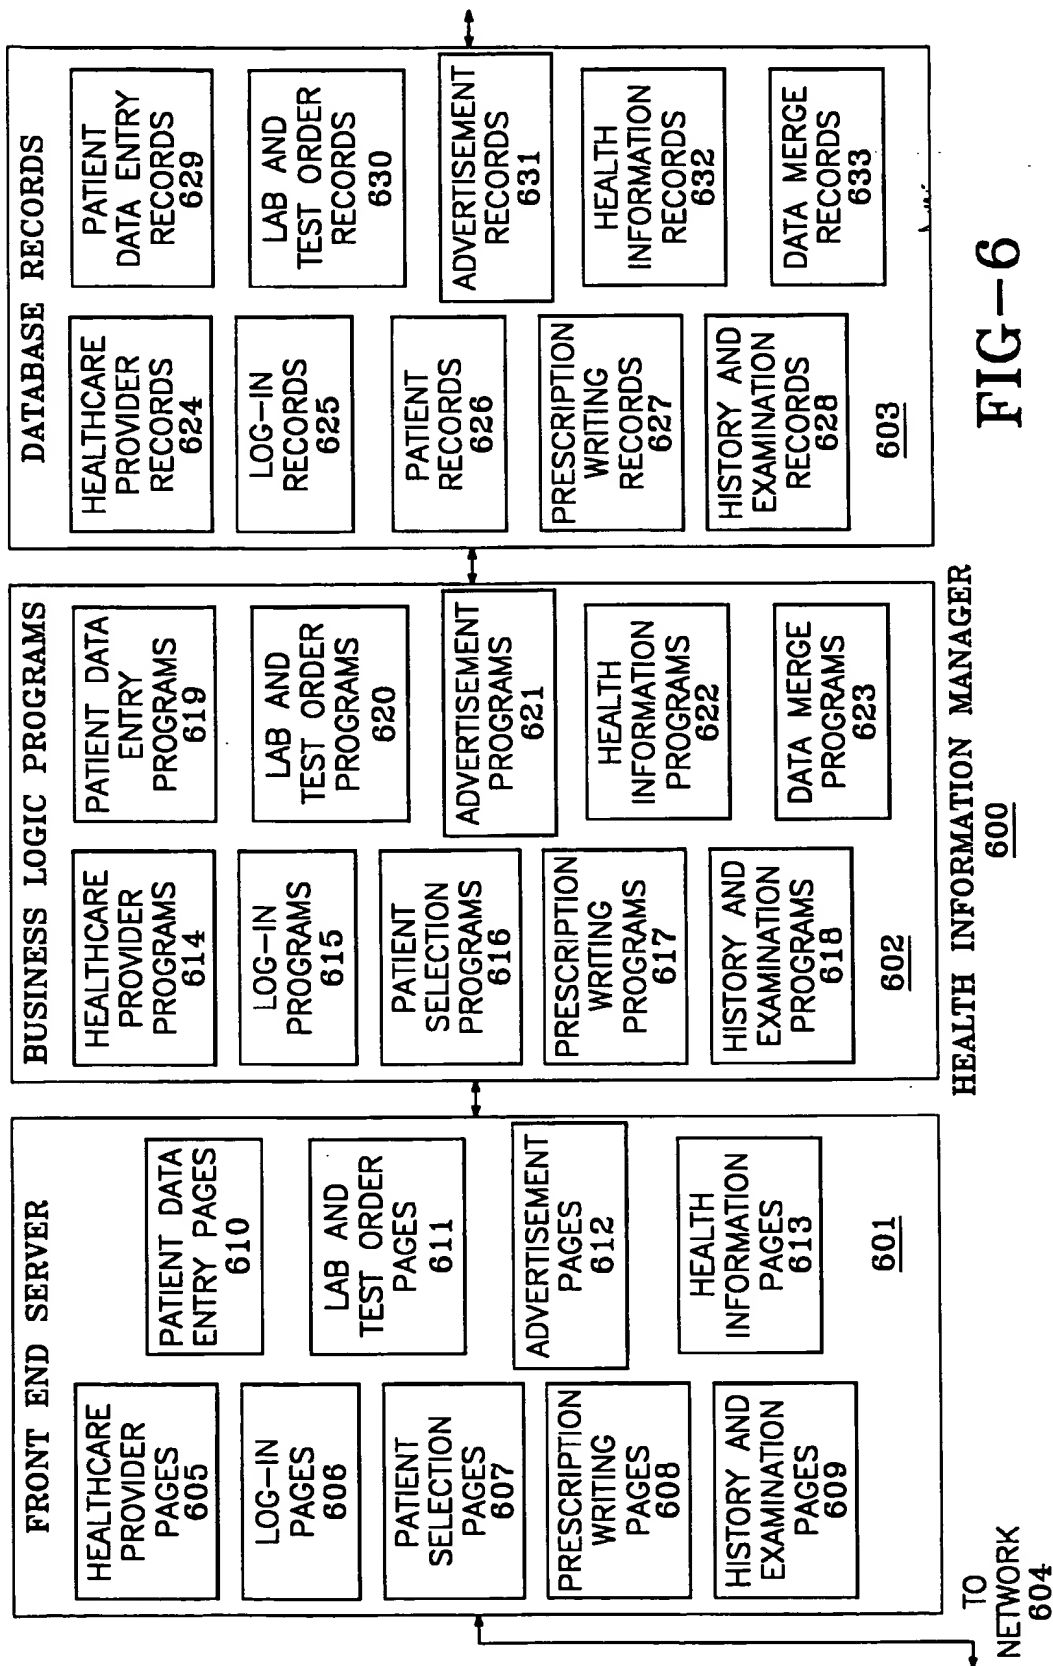 FRONT END SERVER
HEALTHCARE
PROVIDER
PAGES
605
PATIENT DATA
ENTRY PAGES
610
LOG-IN
PAGES
606
LAB AND
TEST ORDER
PAGES
611
PATIENT
SELECTION
PAGES
607
ADVERTISEMENT
PAGES
612
PRESCRIPTION
WRITING
PAGES
608
HEALTH
INFORMATION
PAGES
613
HISTORY AND
EXAMINATION
PAGES
609
601
TO
NETWORK
604
BUSINESS LOGIC PROGRAMS
HEALTHCARE
PROVIDER
PROGRAMS
614
PATIENT DATA
ENTRY
PROGRAMS
619
LOG-IN
PROGRAMS
615
LAB AND
TEST ORDER
PROGRAMS
620
PATIENT
SELECTION
PROGRAMS
616
ADVERTISEMENT
PROGRAMS
621
PRESCRIPTION
WRITING
PROGRAMS
617
HEALTH
INFORMATION
PROGRAMS
622
HISTORY AND
EXAMINATION
PROGRAMS
618
DATA MERGE
PROGRAMS
623
602
DATABASE RECORDS
HEALTHCARE
PROVIDER
RECORDS
624
PATIENT
DATA ENTRY
RECORDS
629
LOG-IN
RECORDS
625
LAB AND
TEST ORDER
RECORDS
630
PATIENT
RECORDS
626
ADVERTISEMENT
RECORDS
631
PRESCRIPTION
WRITING
RECORDS
627
HEALTH
INFORMATION
RECORDS
632
HISTORY AND
EXAMINATION
RECORDS
628
DATA MERGE
RECORDS
633
603
HEALTH INFORMATION MANAGER
600
FIG-6